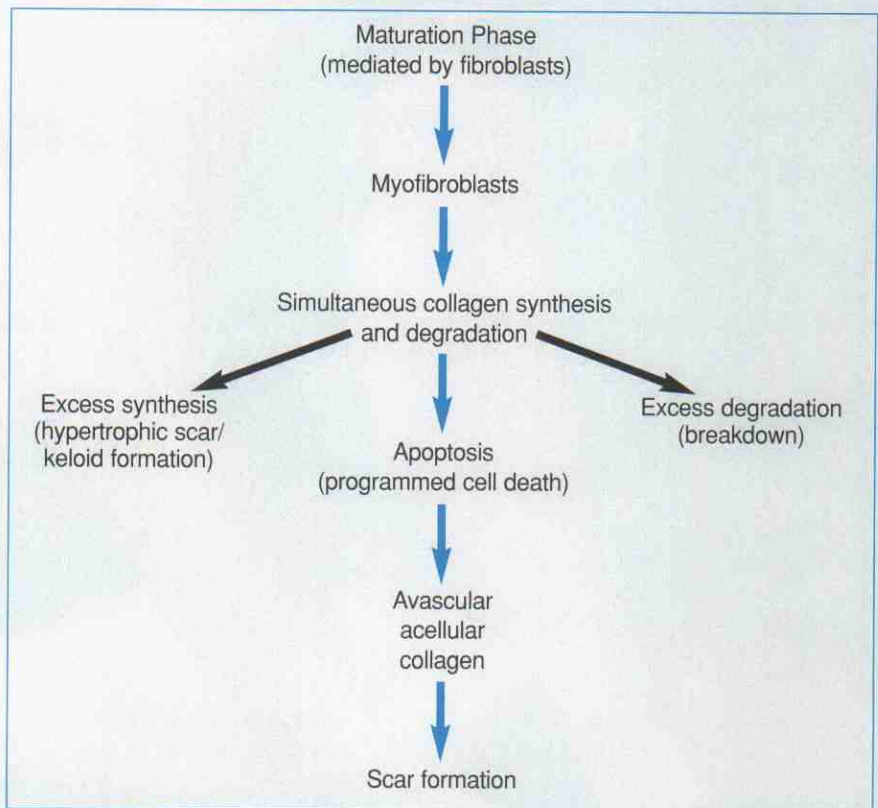 Maturation Phase
(mediated by fibroblasts)
Myofibroblasts
Simultaneous collagen synthesis
and degradation
Excess synthesis
(hypertrophic scar/
keloid formation)
Excess degradation
(breakdown)
Apoptosis
(programmed cell death)
Avascular
acellular
collagen
Scar formation